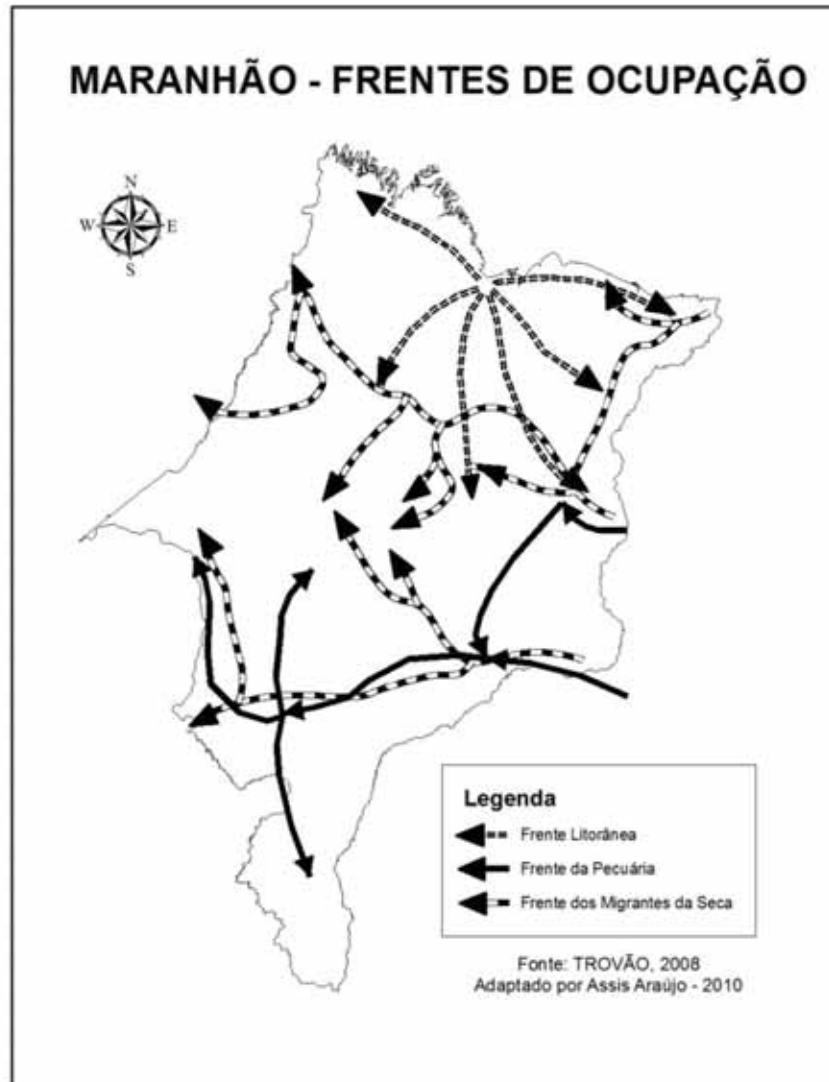 MARANHÃO - FRENTES DE OCUPAÇÃO
N
W E
S
Legenda
Frente Litorânea
Frente da Pecuária
Frente dos Migrantes da Seca
Fonte: TROVÃO, 2008
Adaptado por Assis Araújo - 2010